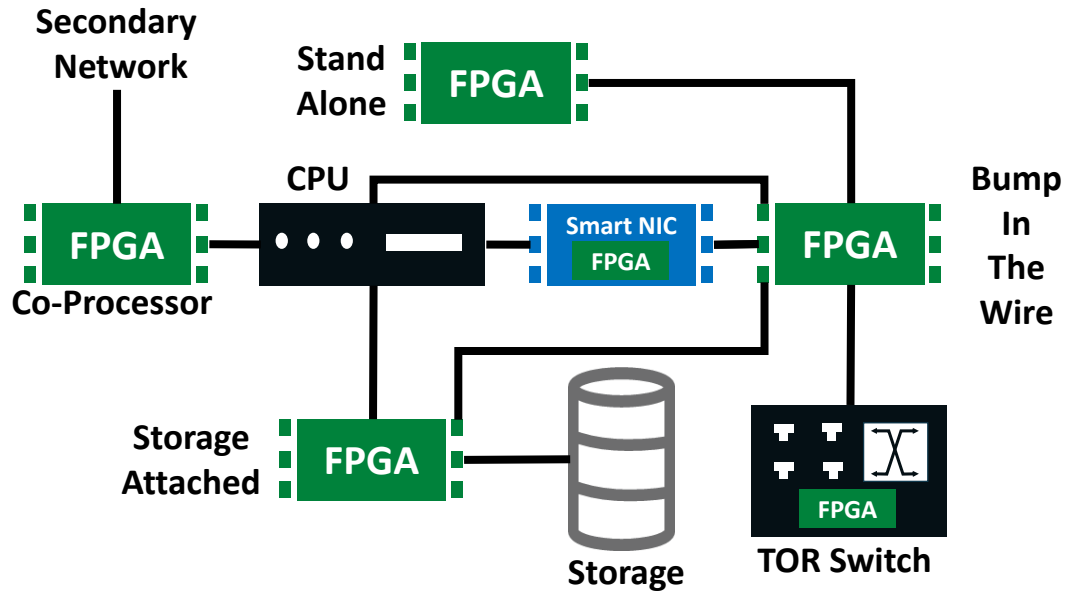 Secondary
Network
Stand
Alone
FPGA
CPU
Bump
In
The
Wire
FPGA
Co-Processor
Smart NIC
FPGA
FPGA
Storage
Attached
FPGA
Storage
FPGA
TOR Switch